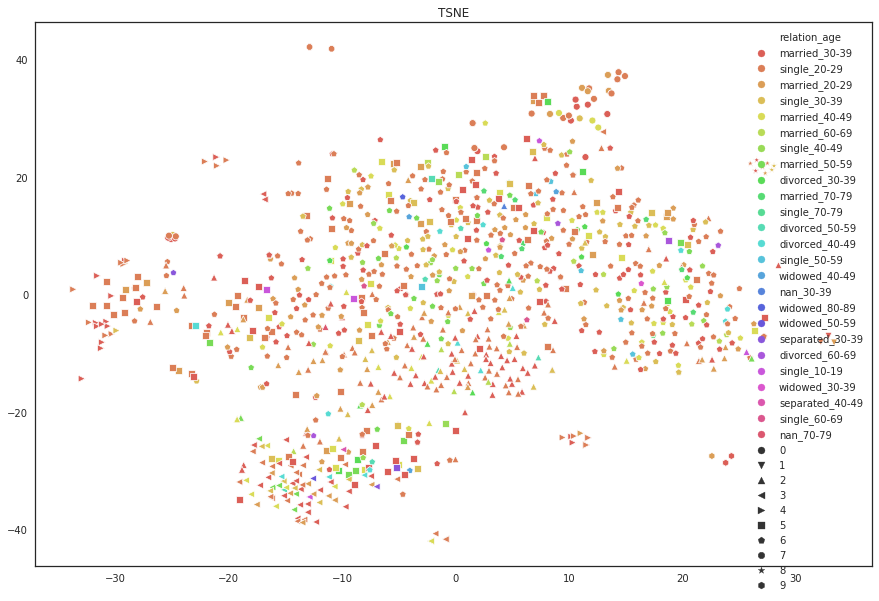 TSNE
40
20
0
−20
−40
−30
−20
−10
0
10
20
30
relation_age
married_30-39
single_20-29
married_20-29
single_30-39
married_40-49
married_60-69
single_40-49
married_50-59
divorced_30-39
married_70-79
single_70-79
divorced_50-59
divorced_40-49
single_50-59
widowed_40-49
nan_30-39
widowed_80-89
widowed_50-59
separated_30-39
divorced_60-69
single_10-19
widowed_30-39
separated_40-49
single_60-69
nan_70-79
0
1
2
3
4
5
6
7
8
9